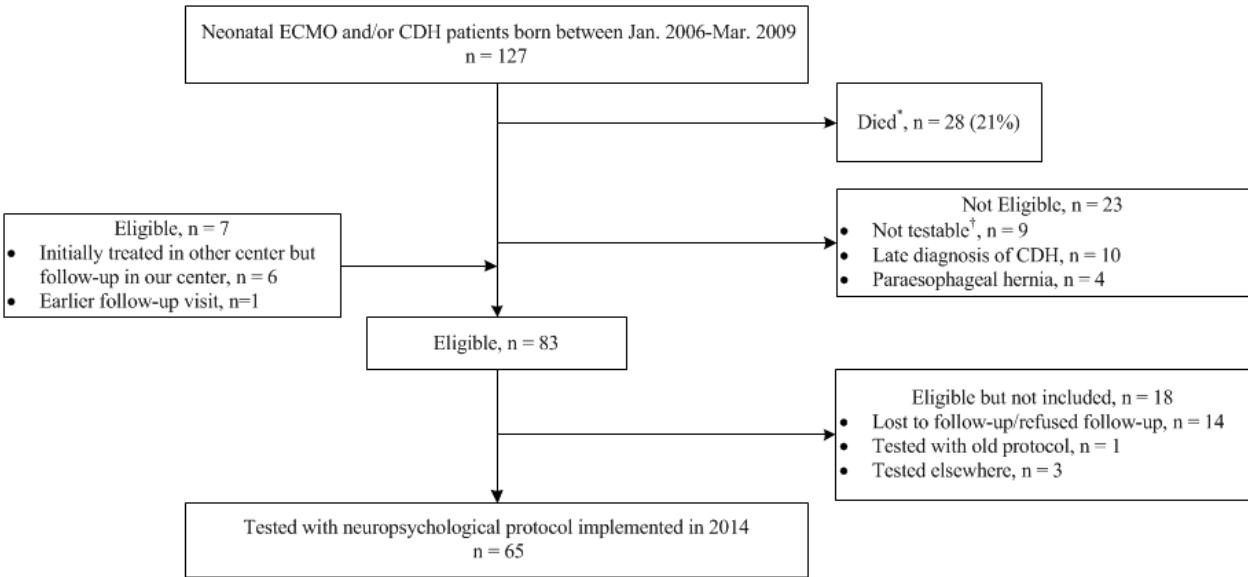 Neonatal ECMO and/or CDH patients born between Jan. 2006-Mar. 2009
n = 127
Died*, n = 28 (21%)
Eligible, n = 7
• Initially treated in other center but
follow-up in our center, n = 6
• Earlier follow-up visit, n=1
Not Eligible, n = 23
• Not testable†, n = 9
• Late diagnosis of CDH, n = 10
• Paraesophageal hernia, n = 4
Eligible, n = 83
Eligible but not included, n = 18
• Lost to follow-up/refused follow-up, n = 14
• Tested with old protocol, n = 1
• Tested elsewhere, n = 3
Tested with neuropsychological protocol implemented in 2014
n = 65